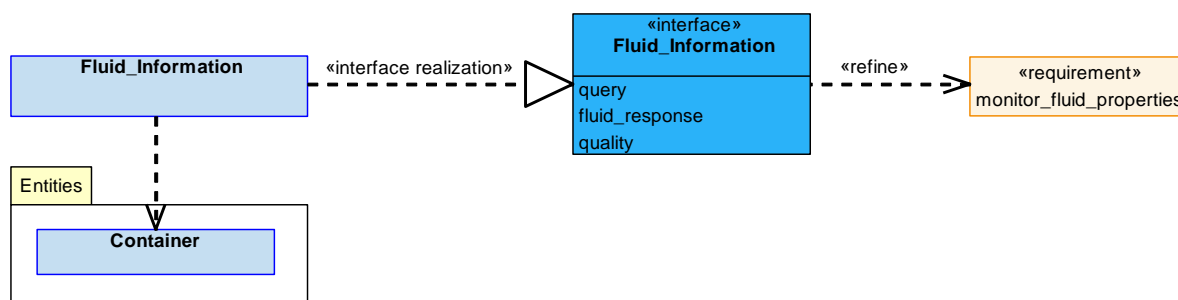 «interface»
Fluid_Information
Fluid_Information
«interface realization»
«refine»
«requirement»
monitor_fluid_properties
query
fluid_response
quality
Entities
Container